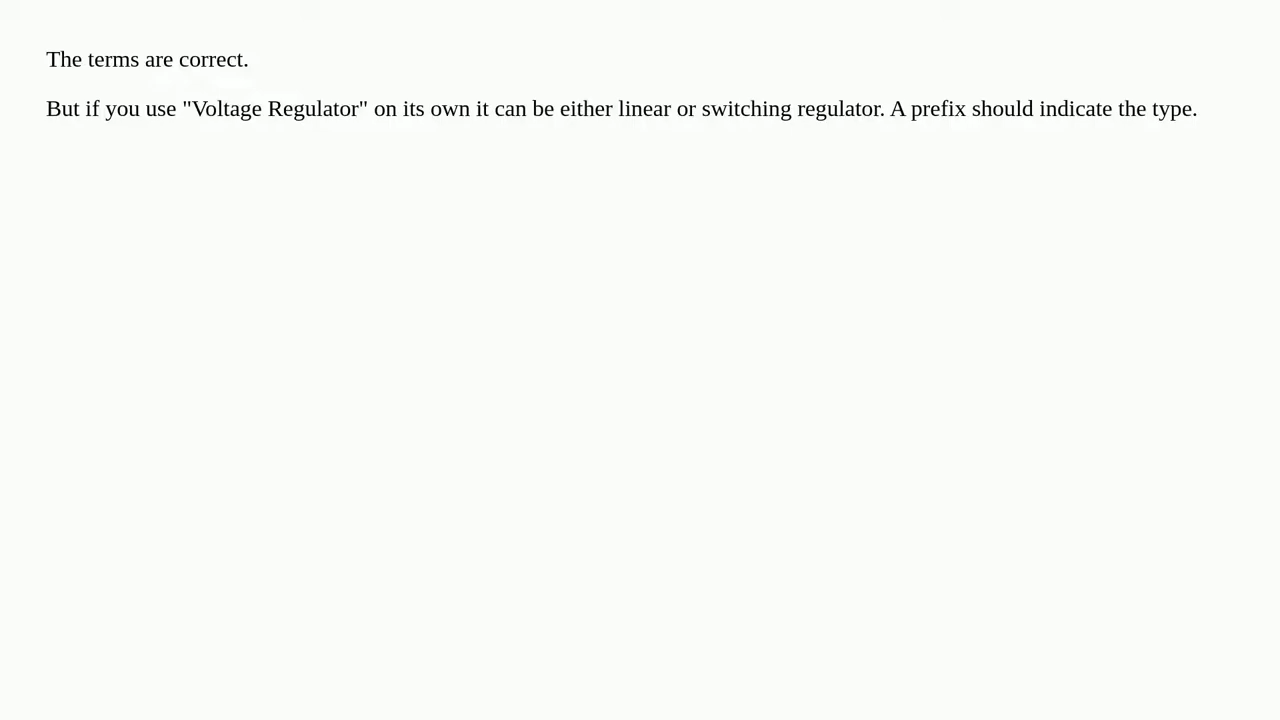 The terms are correct.
But if you use "Voltage Regulator" on its own it can be either linear or switching regulator. A prefix should indicate the type.